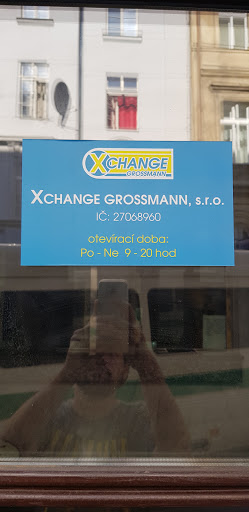 XCHANGE
GROSSMANN
XCHANGE GROSSMANN, s.r.o.
IČ: 27068960
otevírací doba:
Po - Ne 9 - 20 hod